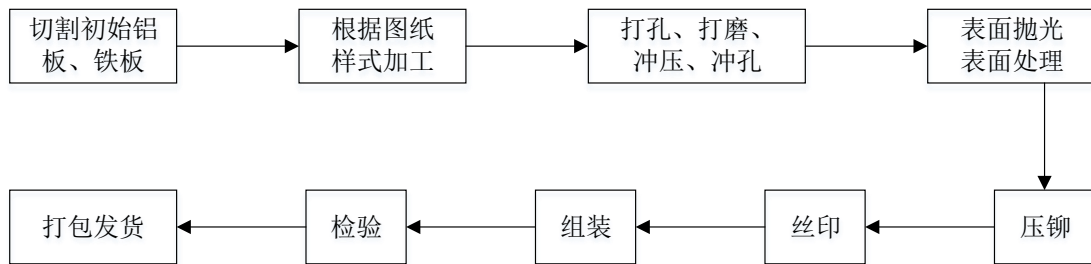 切割初始铝
板、铁板
根据图纸
样式加工
打孔、打磨、
冲压、冲孔
表面抛光
表面处理
压铆
丝印
组装
检验
打包发货